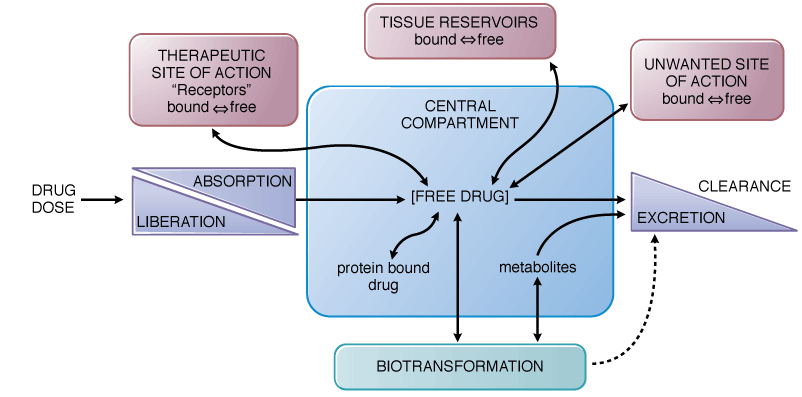 THERAPEUTIC
SITE OF ACTION
“Receptors”
bound ⇔ free
TISSUE RESERVOIRS
bound ⇔ free
UNWANTED SITE
OF ACTION
bound ⇔ free
CENTRAL
COMPARTMENT
DRUG
DOSE
ABSORPTION
LIBERATION
[FREE DRUG]
CLEARANCE
EXCRETION
protein bound
drug
metabolites
BIOTRANSFORMATION